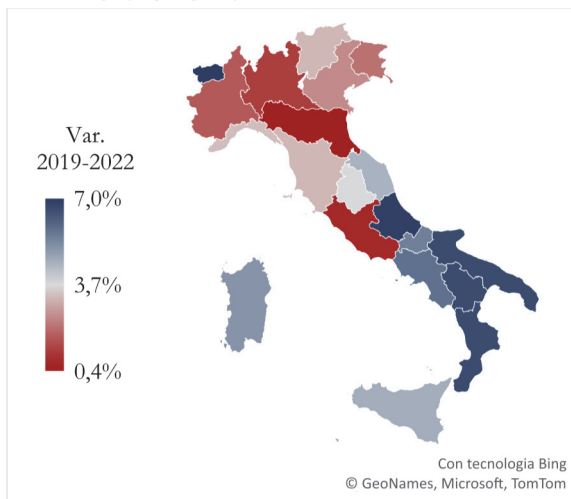 Var.
2019-2022
7,0%
3,7%
0,4%
Con tecnologia Bing
© GeoNames, Microsoft, TomTom